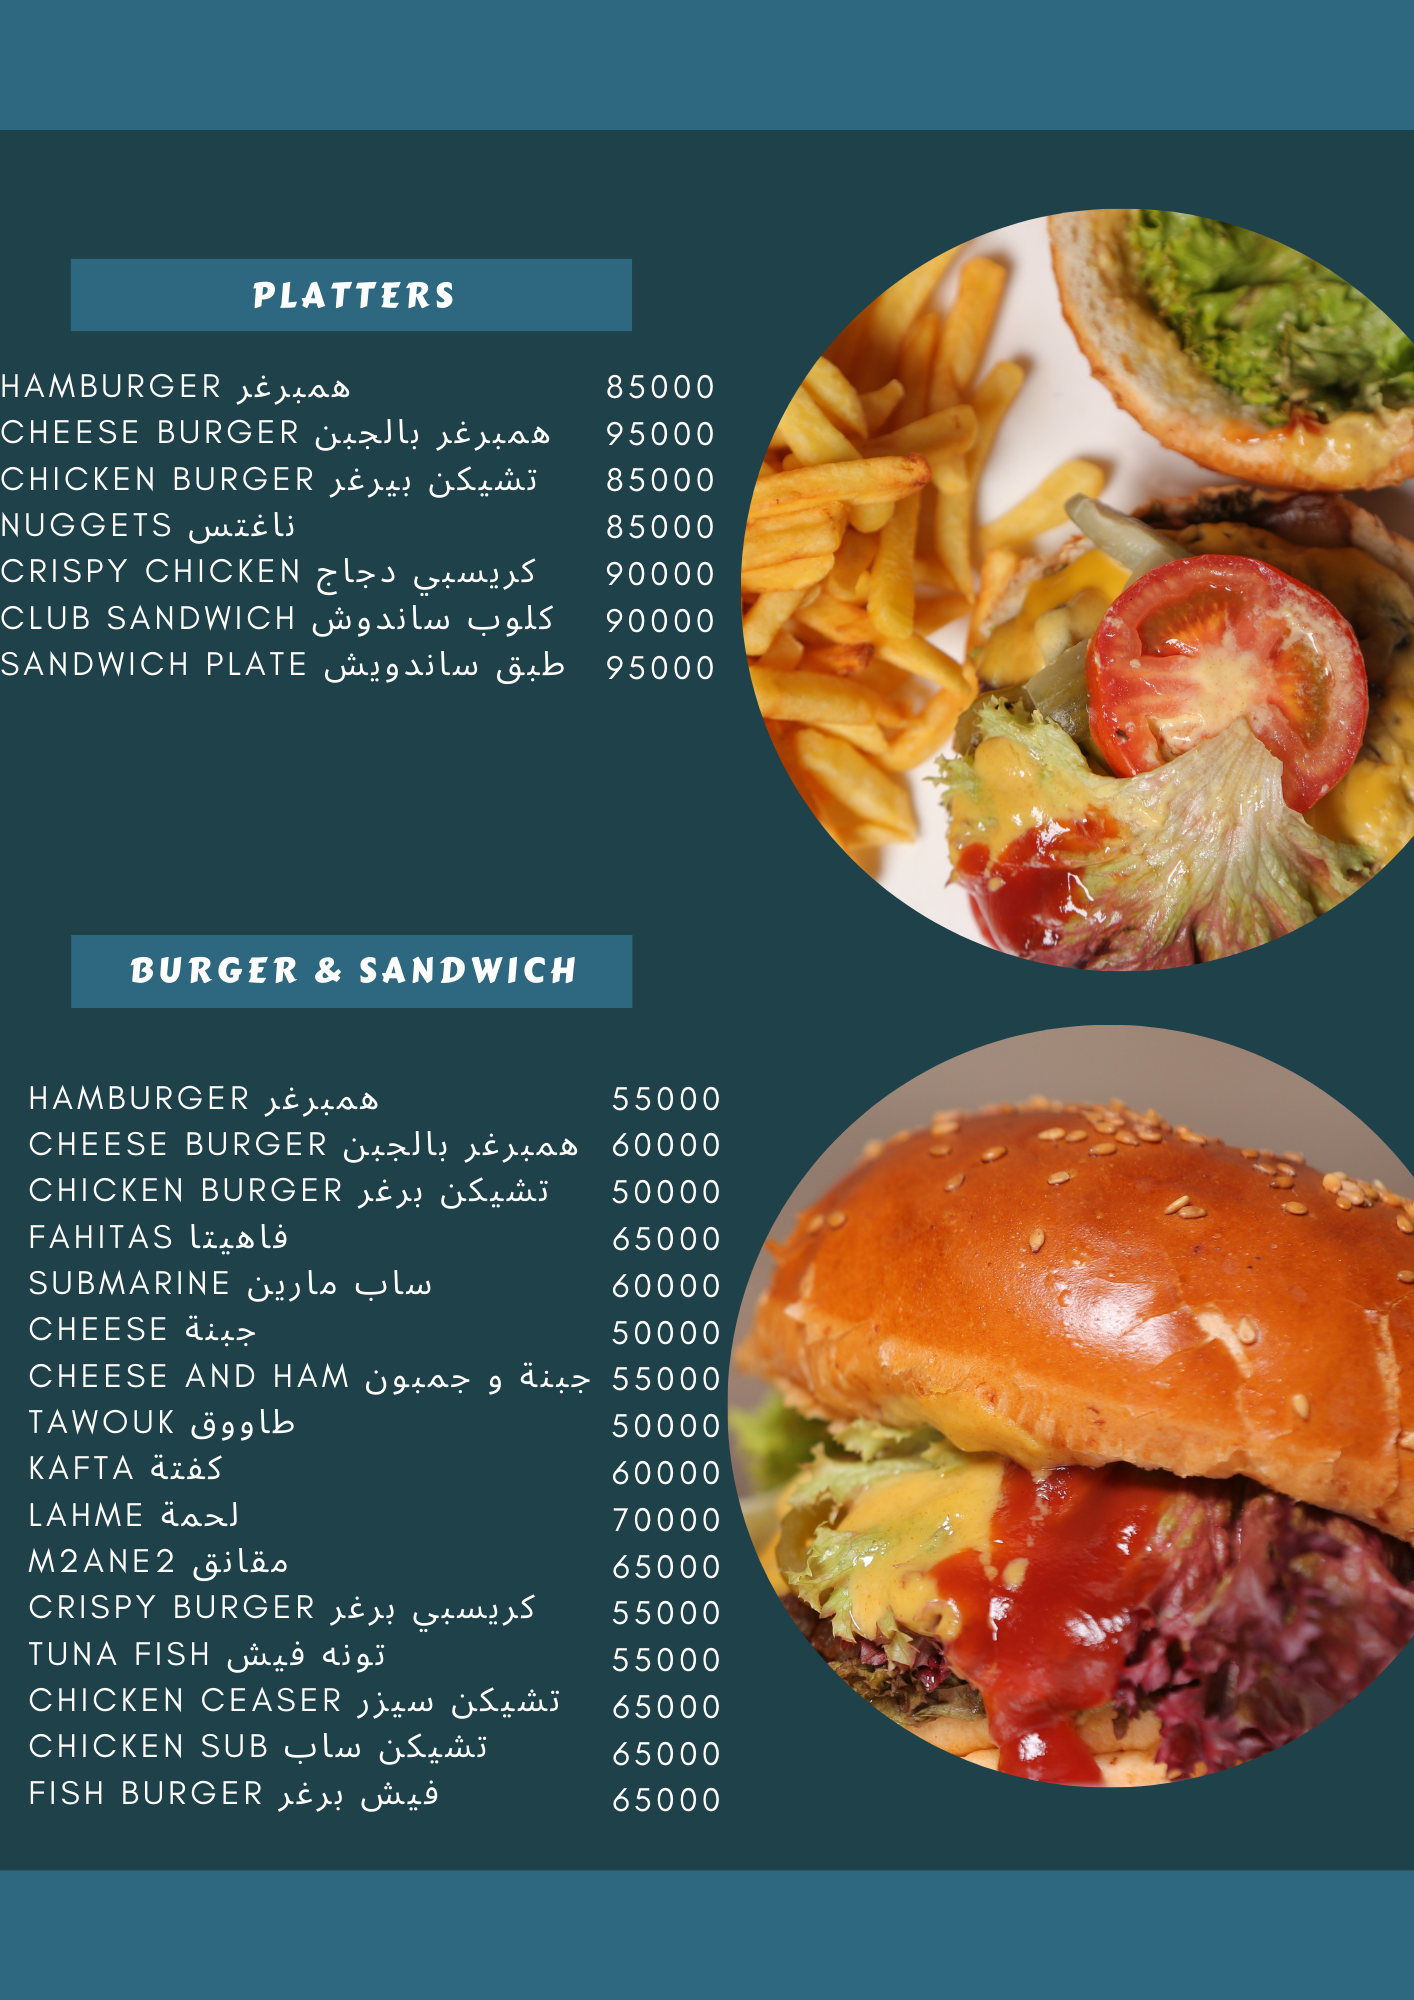 PLATTERS
HAMBURGER همبرغر 85000
CHEESE BURGER همبرغر بالجبن 95000
CHICKEN BURGER تشيكن بيرغر 85000
NUGGETS ناغتس 85000
CRISPY CHICKEN كريسبي دجاج 90000
CLUB SANDWICH كلوب ساندوش 90000
SANDWICH PLATE طبق ساندويش 95000
BURGER & SANDWICH
HAMBURGER همبرغر 55000
CHEESE BURGER همبرغر بالجبن 60000
CHICKEN BURGER تشيكن برغر 50000
FAHITAS فاهيتا 65000
SUBMARINE ساب مارين 60000
CHEESE جبنة 50000
CHEESE AND HAM جبنة و جمبون 55000
TAWOUK طاووق 50000
KAFTA كفتة 60000
LAHME لحمة 70000
M2ANE2 مقانق 65000
CRISPY BURGER كريسبي برغر 55000
TUNA FISH تونه فيش 55000
CHICKEN CEASER تشيكن سيزر 65000
CHICKEN SUB تشيكن ساب 65000
FISH BURGER فيش برغر 65000